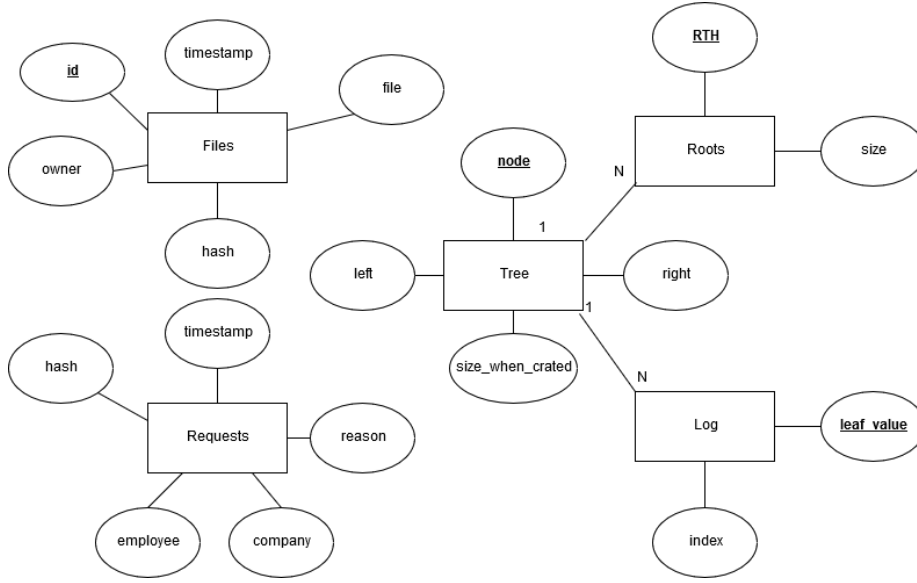 RTH
timestamp
id
file
Files
Roots
size
owner
node
N
hash
1
left
Tree
right
1
timestamp
size_when_crated
hash
N
Requests
reason
Log
leaf_value
employee
company
index